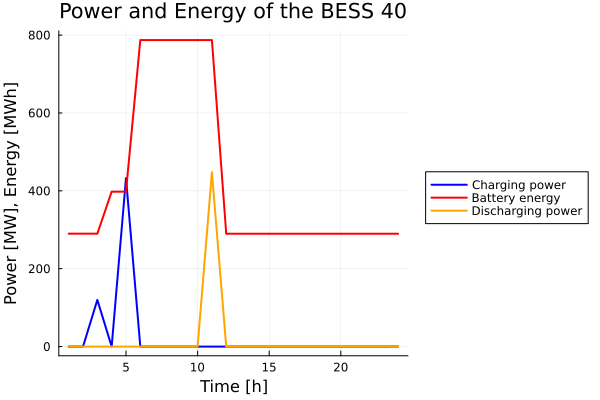 Power and Energy of the BESS 40
Power [MW], Energy [MWh]
800
600
400
200
0
5
10
15
20
Time [h]
Charging power
Battery energy
Discharging power